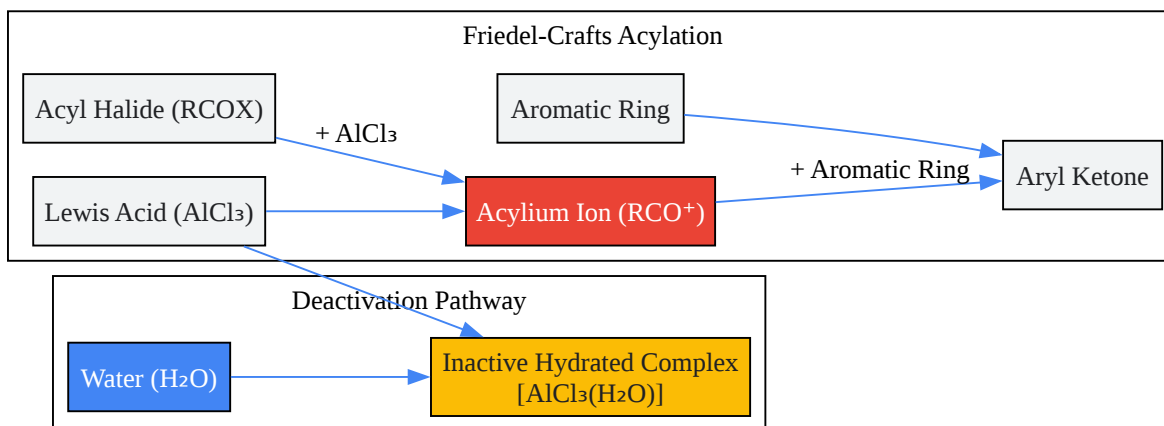 Friedel-Crafts Acylation
Acyl Halide (RCOX)
Aromatic Ring
+ AlCl₃
+ Aromatic Ring
Aryl Ketone
Lewis Acid (AlCl₃)
Acylium Ion (RCO⁺)
Deactivation Pathway
Water (H₂O)
Inactive Hydrated Complex
[AlCl₃(H₂O)]